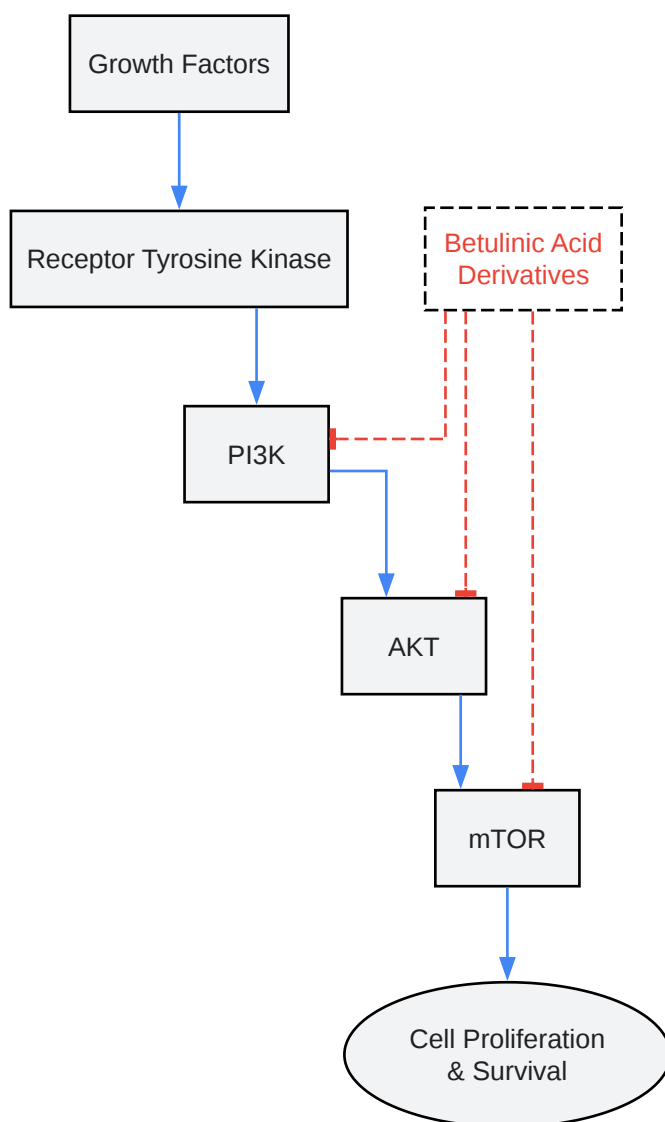 Growth Factors
Receptor Tyrosine Kinase
Betulinic Acid
Derivatives
PI3K
AKT
mTOR
Cell Proliferation
& Survival